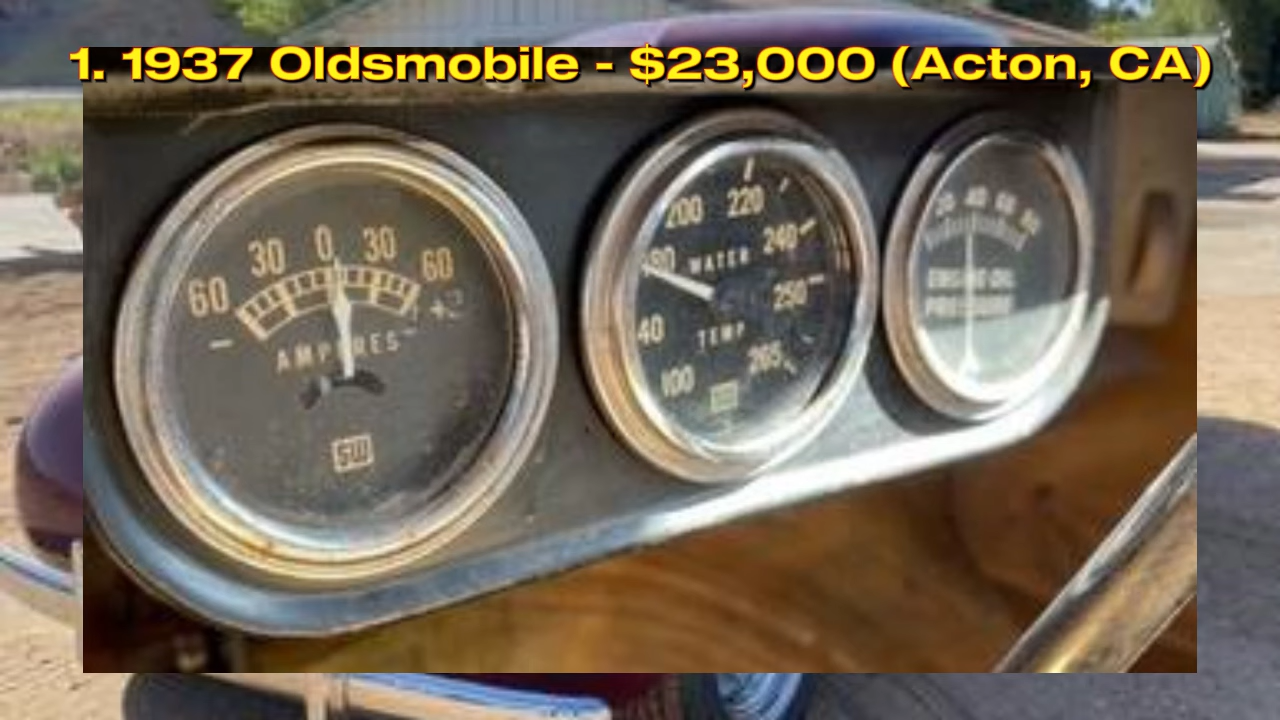 1. 1937 Oldsmobile - $23,000 (Acton, CA)
60 30 0 30 60
- +
AMPERES
SW
100 140 180 200 220 240 250 265
WATER
TEMP
20 40 60 80
ENGINE OIL
PRESSURE